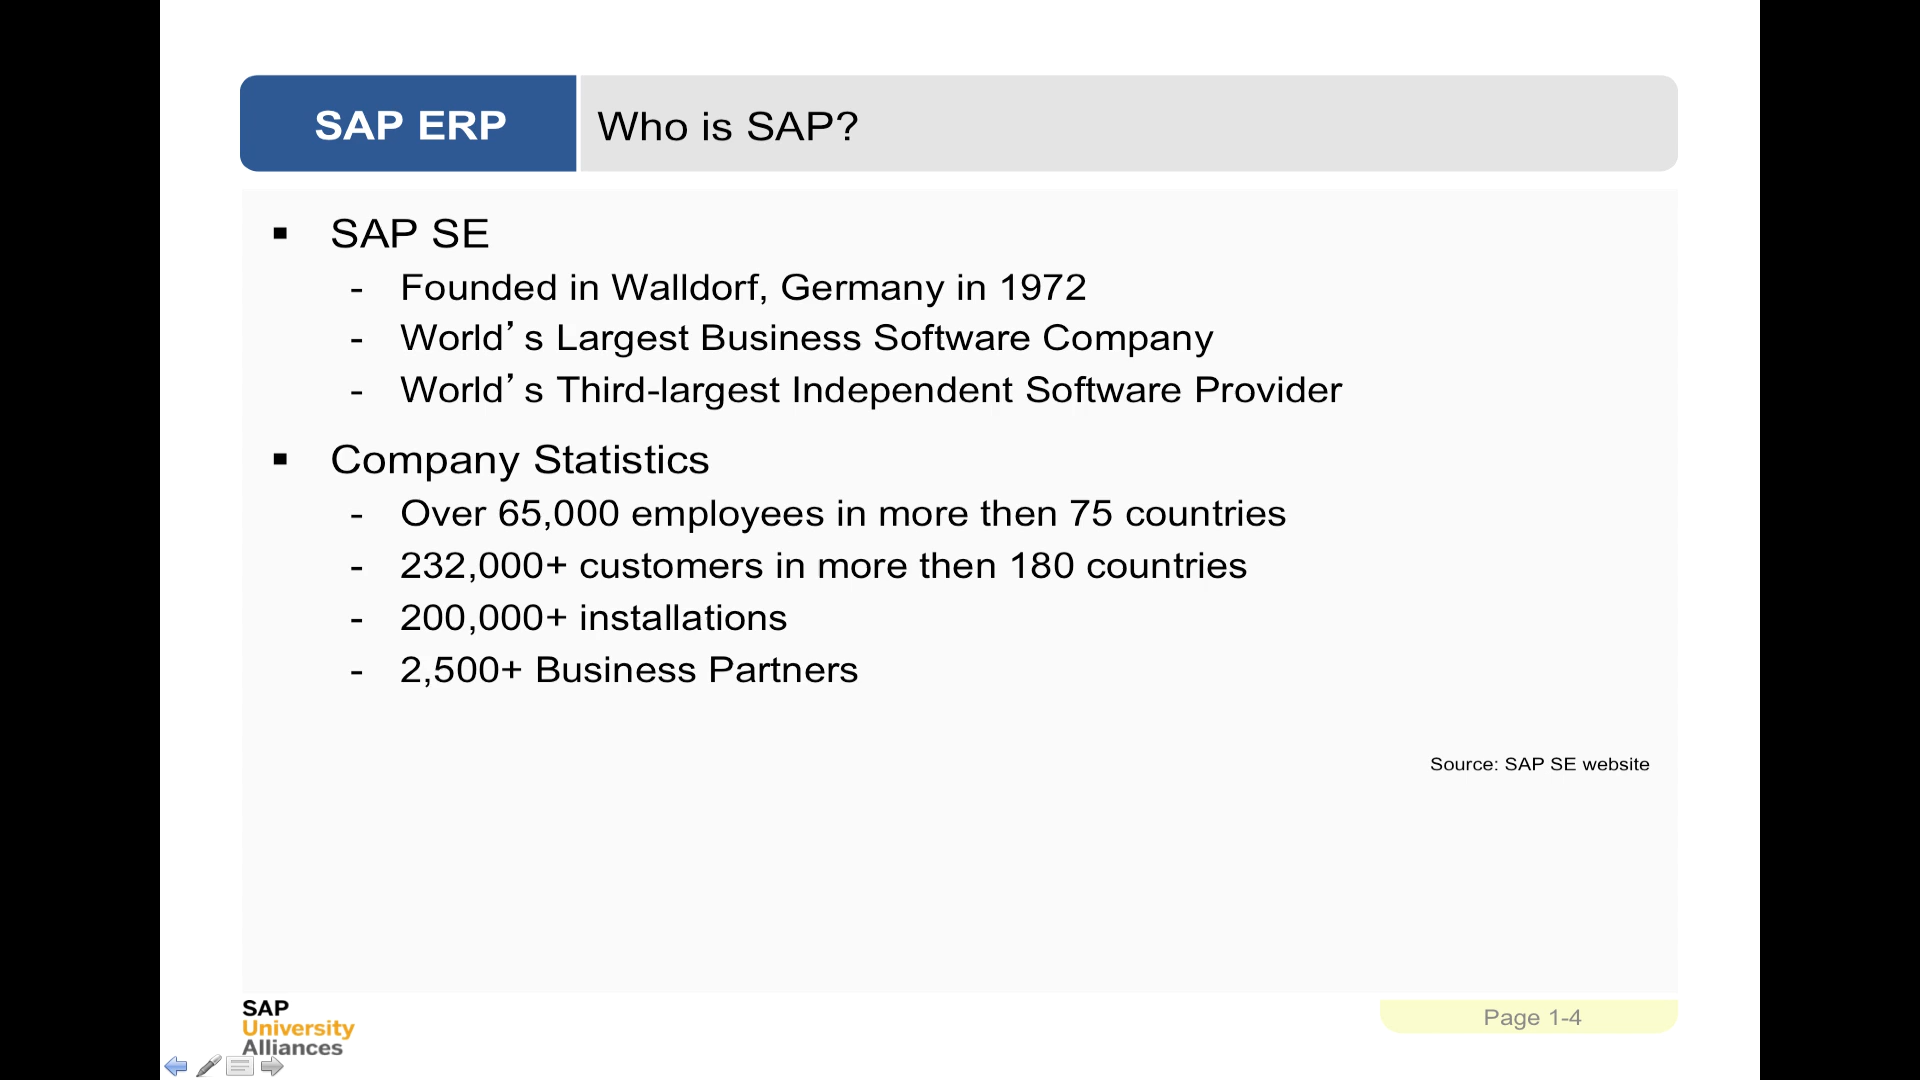 SAP ERP
Who is SAP?
▪ SAP SE
- Founded in Walldorf, Germany in 1972
- World’s Largest Business Software Company
- World’s Third-largest Independent Software Provider
▪ Company Statistics
- Over 65,000 employees in more then 75 countries
- 232,000+ customers in more then 180 countries
- 200,000+ installations
- 2,500+ Business Partners
Source: SAP SE website
SAP
University
Alliances
Page 1-4